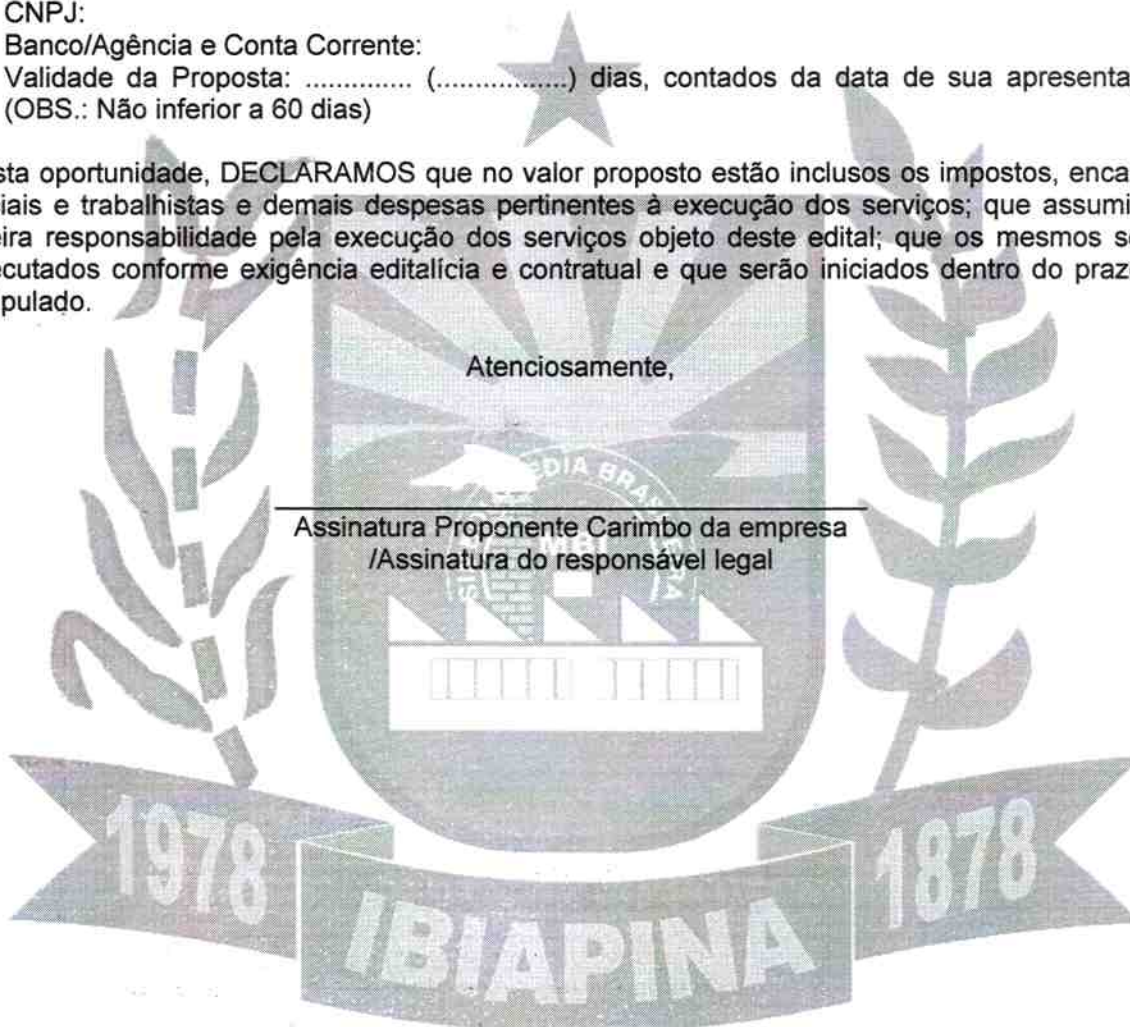 CNPJ:
Banco/Agência e Conta Corrente:
Validade da Proposta: .............. (.................) dias, contados da data de sua apresenta
(OBS.: Não inferior a 60 dias)
sta oportunidade, DECLARAMOS que no valor proposto estão inclusos os impostos, enca
iais e trabalhistas e demais despesas pertinentes à execução dos serviços; que assumi
eira responsabilidade pela execução dos serviços objeto deste edital; que os mesmos se
ecutados conforme exigência editalícia e contratual e que serão iniciados dentro do praz
pulado.
Atenciosamente,
Assinatura Proponente Carimbo da empresa
/Assinatura do responsável legal
1978
1878
IBIAPINA